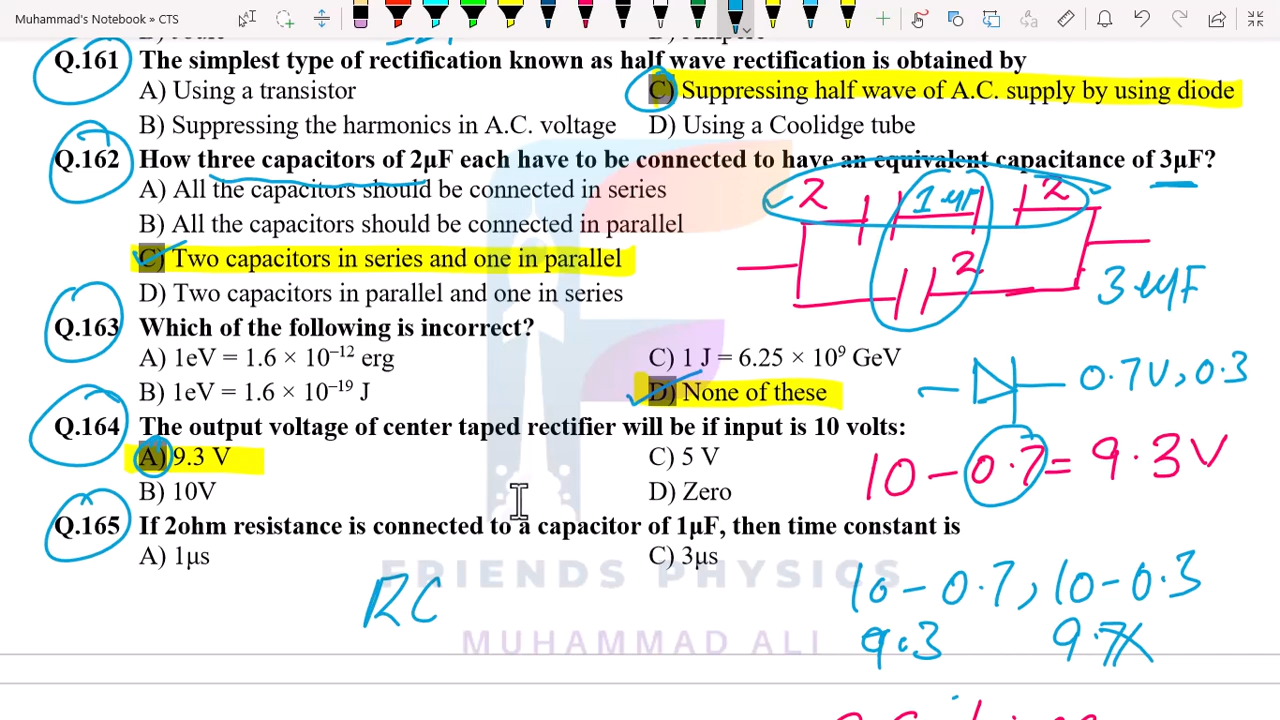 Muhammad's Notebook » CTS
Q.161 The simplest type of rectification known as half wave rectification is obtained by
A) Using a transistor
C) Suppressing half wave of A.C. supply by using diode
B) Suppressing the harmonics in A.C. voltage
D) Using a Coolidge tube
Q.162 How three capacitors of 2µF each have to be connected to have an equivalent capacitance of 3µF?
A) All the capacitors should be connected in series
B) All the capacitors should be connected in parallel
C) Two capacitors in series and one in parallel
D) Two capacitors in parallel and one in series
2 1 µF 2
2
3 µF
Q.163 Which of the following is incorrect?
A) 1eV = 1.6 × 10⁻¹² erg
C) 1 J = 6.25 × 10⁹ GeV
B) 1eV = 1.6 × 10⁻¹⁹ J
D) None of these
0.7V, 0.3
Q.164 The output voltage of center taped rectifier will be if input is 10 volts:
A) 9.3 V
C) 5 V
B) 10V
D) Zero
10 - 0.7 = 9.3 V
Q.165 If 2ohm resistance is connected to a capacitor of 1µF, then time constant is
A) 1µs
C) 3µs
RC
10 - 0.7, 10 - 0.3
9.3 9.7
FRIENDS PHYSICS
MUHAMMAD ALI